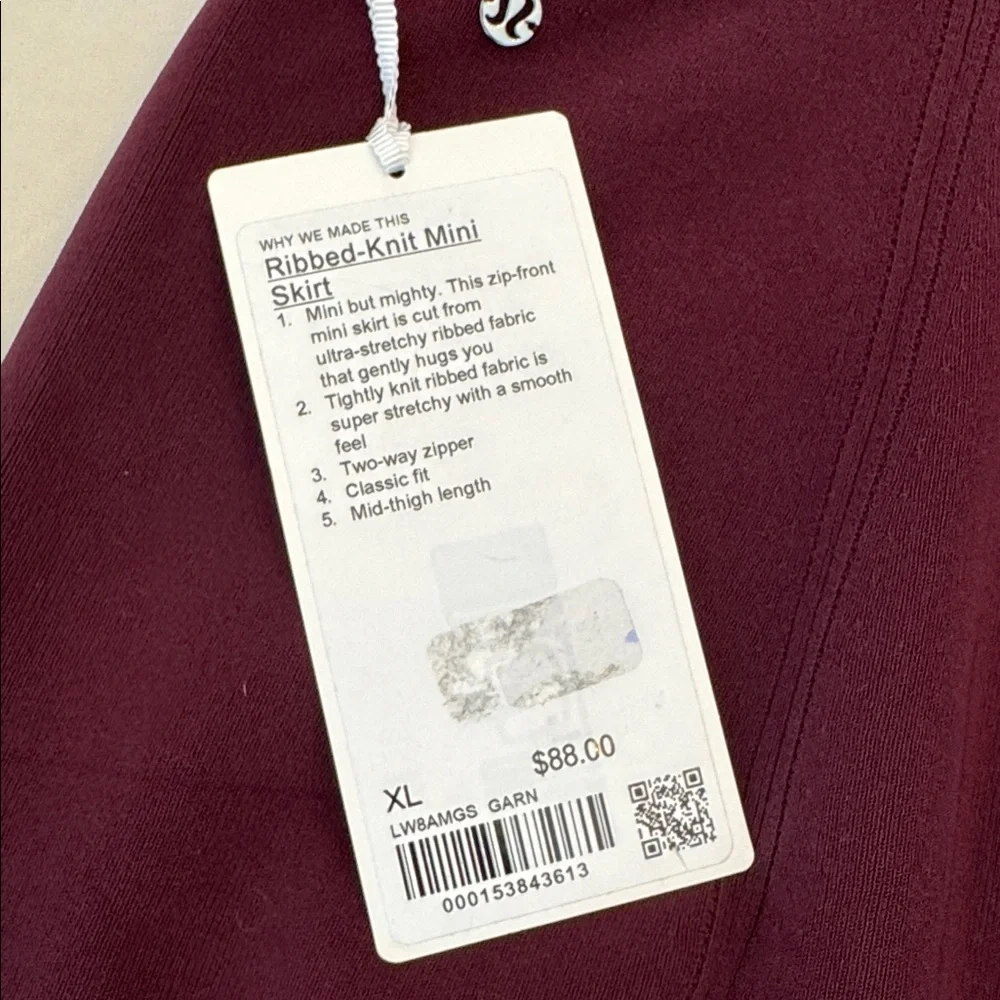 WHY WE MADE THIS
Ribbed-Knit Mini
Skirt
1. Mini but mighty. This zip-front
mini skirt is cut from
ultra-stretchy ribbed fabric
that gently hugs you
2. Tightly knit ribbed fabric is
super stretchy with a smooth
feel
3. Two-way zipper
4. Classic fit
5. Mid-thigh length
$88.00
XL
LW8AMGS GARN
000153843613